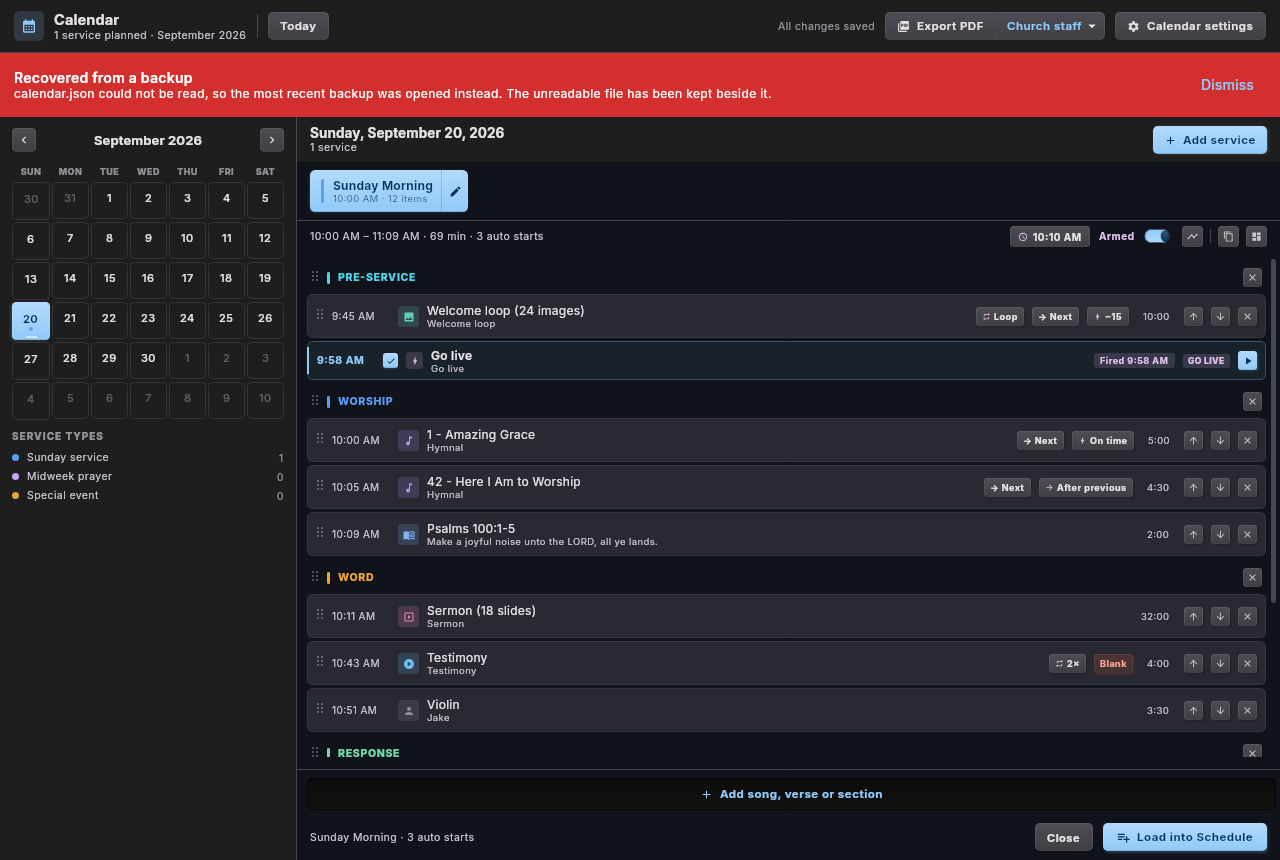 Calendar
1 service planned · September 2026
Today
All changes saved
Export PDF
Church staff
Calendar settings
Recovered from a backup
calendar.json could not be read, so the most recent backup was opened instead. The unreadable file has been kept beside it.
Dismiss
September 2026
SUN MON TUE WED THU FRI SAT
30 31 1 2 3 4 5
6 7 8 9 10 11 12
13 14 15 16 17 18 19
20 21 22 23 24 25 26
27 28 29 30 1 2 3
4 5 6 7 8 9 10
SERVICE TYPES
Sunday service 1
Midweek prayer 0
Special event 0
Sunday, September 20, 2026
1 service
Add service
Sunday Morning
10:00 AM · 12 items
10:00 AM – 11:09 AM · 69 min · 3 auto starts
10:10 AM
Armed
PRE-SERVICE
9:45 AM
Welcome loop (24 images)
Welcome loop
Loop
Next
−15
10:00
9:58 AM
Go live
Go live
Fired 9:58 AM
GO LIVE
WORSHIP
10:00 AM
1 - Amazing Grace
Hymnal
Next
On time
5:00
10:05 AM
42 - Here I Am to Worship
Hymnal
Next
After previous
4:30
10:09 AM
Psalms 100:1-5
Make a joyful noise unto the LORD, all ye lands.
2:00
WORD
10:11 AM
Sermon (18 slides)
Sermon
32:00
10:43 AM
Testimony
Testimony
2×
Blank
4:00
10:51 AM
Violin
Jake
3:30
RESPONSE
Add song, verse or section
Sunday Morning · 3 auto starts
Close
Load into Schedule